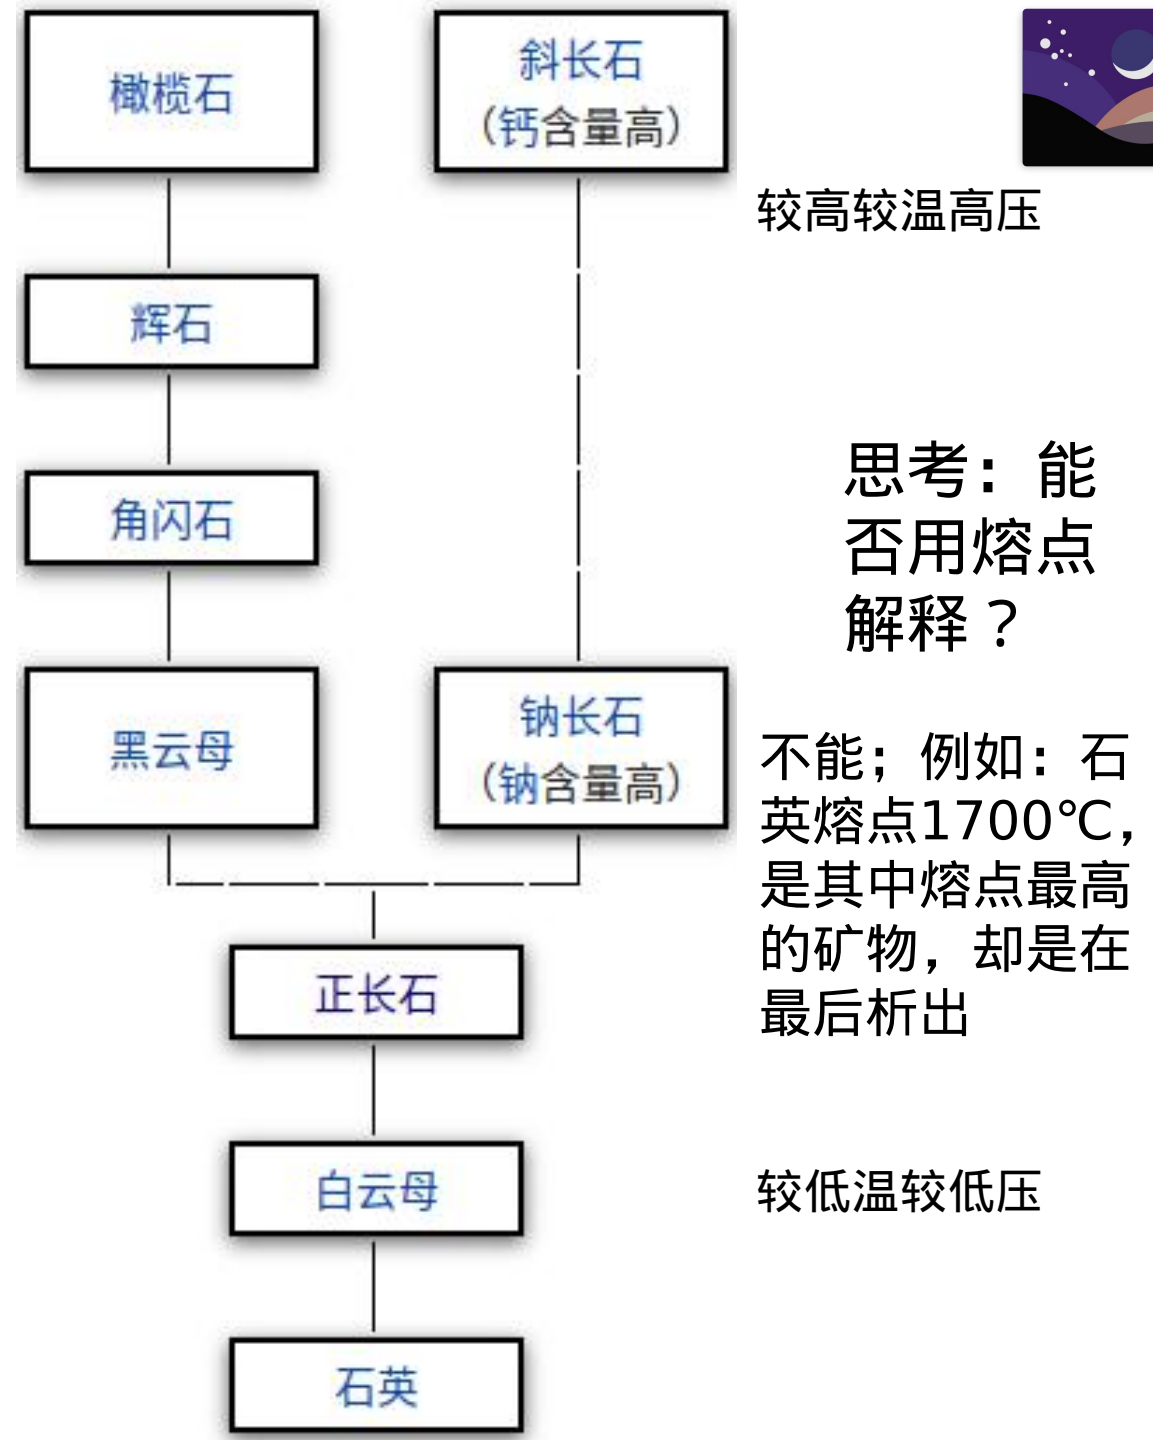 橄榄石
斜长石
（钙含量高）
较高较温高压
辉石
思考：能
否用熔点
解释？
角闪石
黑云母
钠长石
（钠含量高）
不能；例如：石
英熔点1700℃，
是其中熔点最高
的矿物，却是在
最后析出
正长石
白云母
较低温较低压
石英